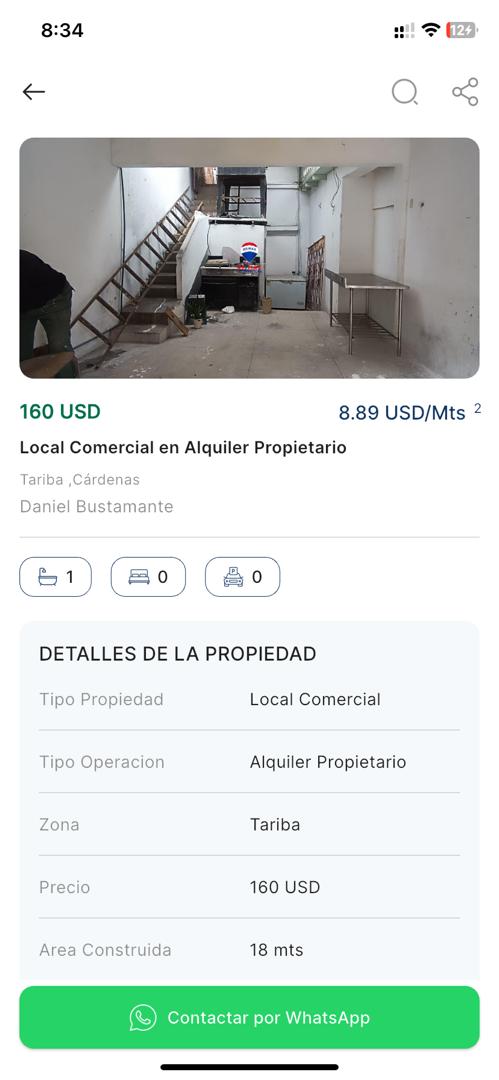 8:34
12
160 USD
8.89 USD/Mts 2
Local Comercial en Alquiler Propietario
Tariba ,Cárdenas
Daniel Bustamante
1
0
P
0
DETALLES DE LA PROPIEDAD
Tipo Propiedad Local Comercial
Tipo Operacion Alquiler Propietario
Zona Tariba
Precio 160 USD
Area Construida 18 mts
Contactar por WhatsApp